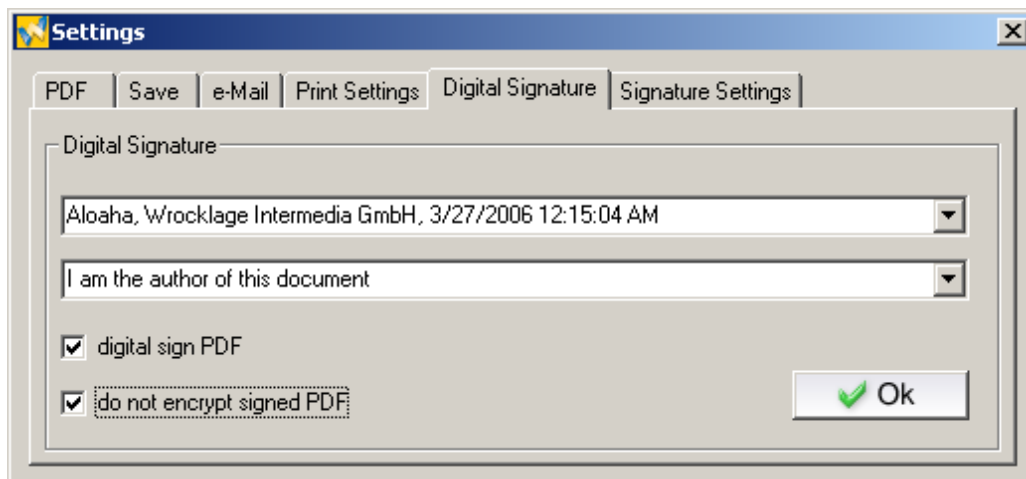 Settings
PDF Save e-Mail Print Settings Digital Signature Signature Settings
Digital Signature
Aloaha, Wrocklage Intermedia GmbH, 3/27/2006 12:15:04 AM
I am the author of this document
digital sign PDF
do not encrypt signed PDF
Ok